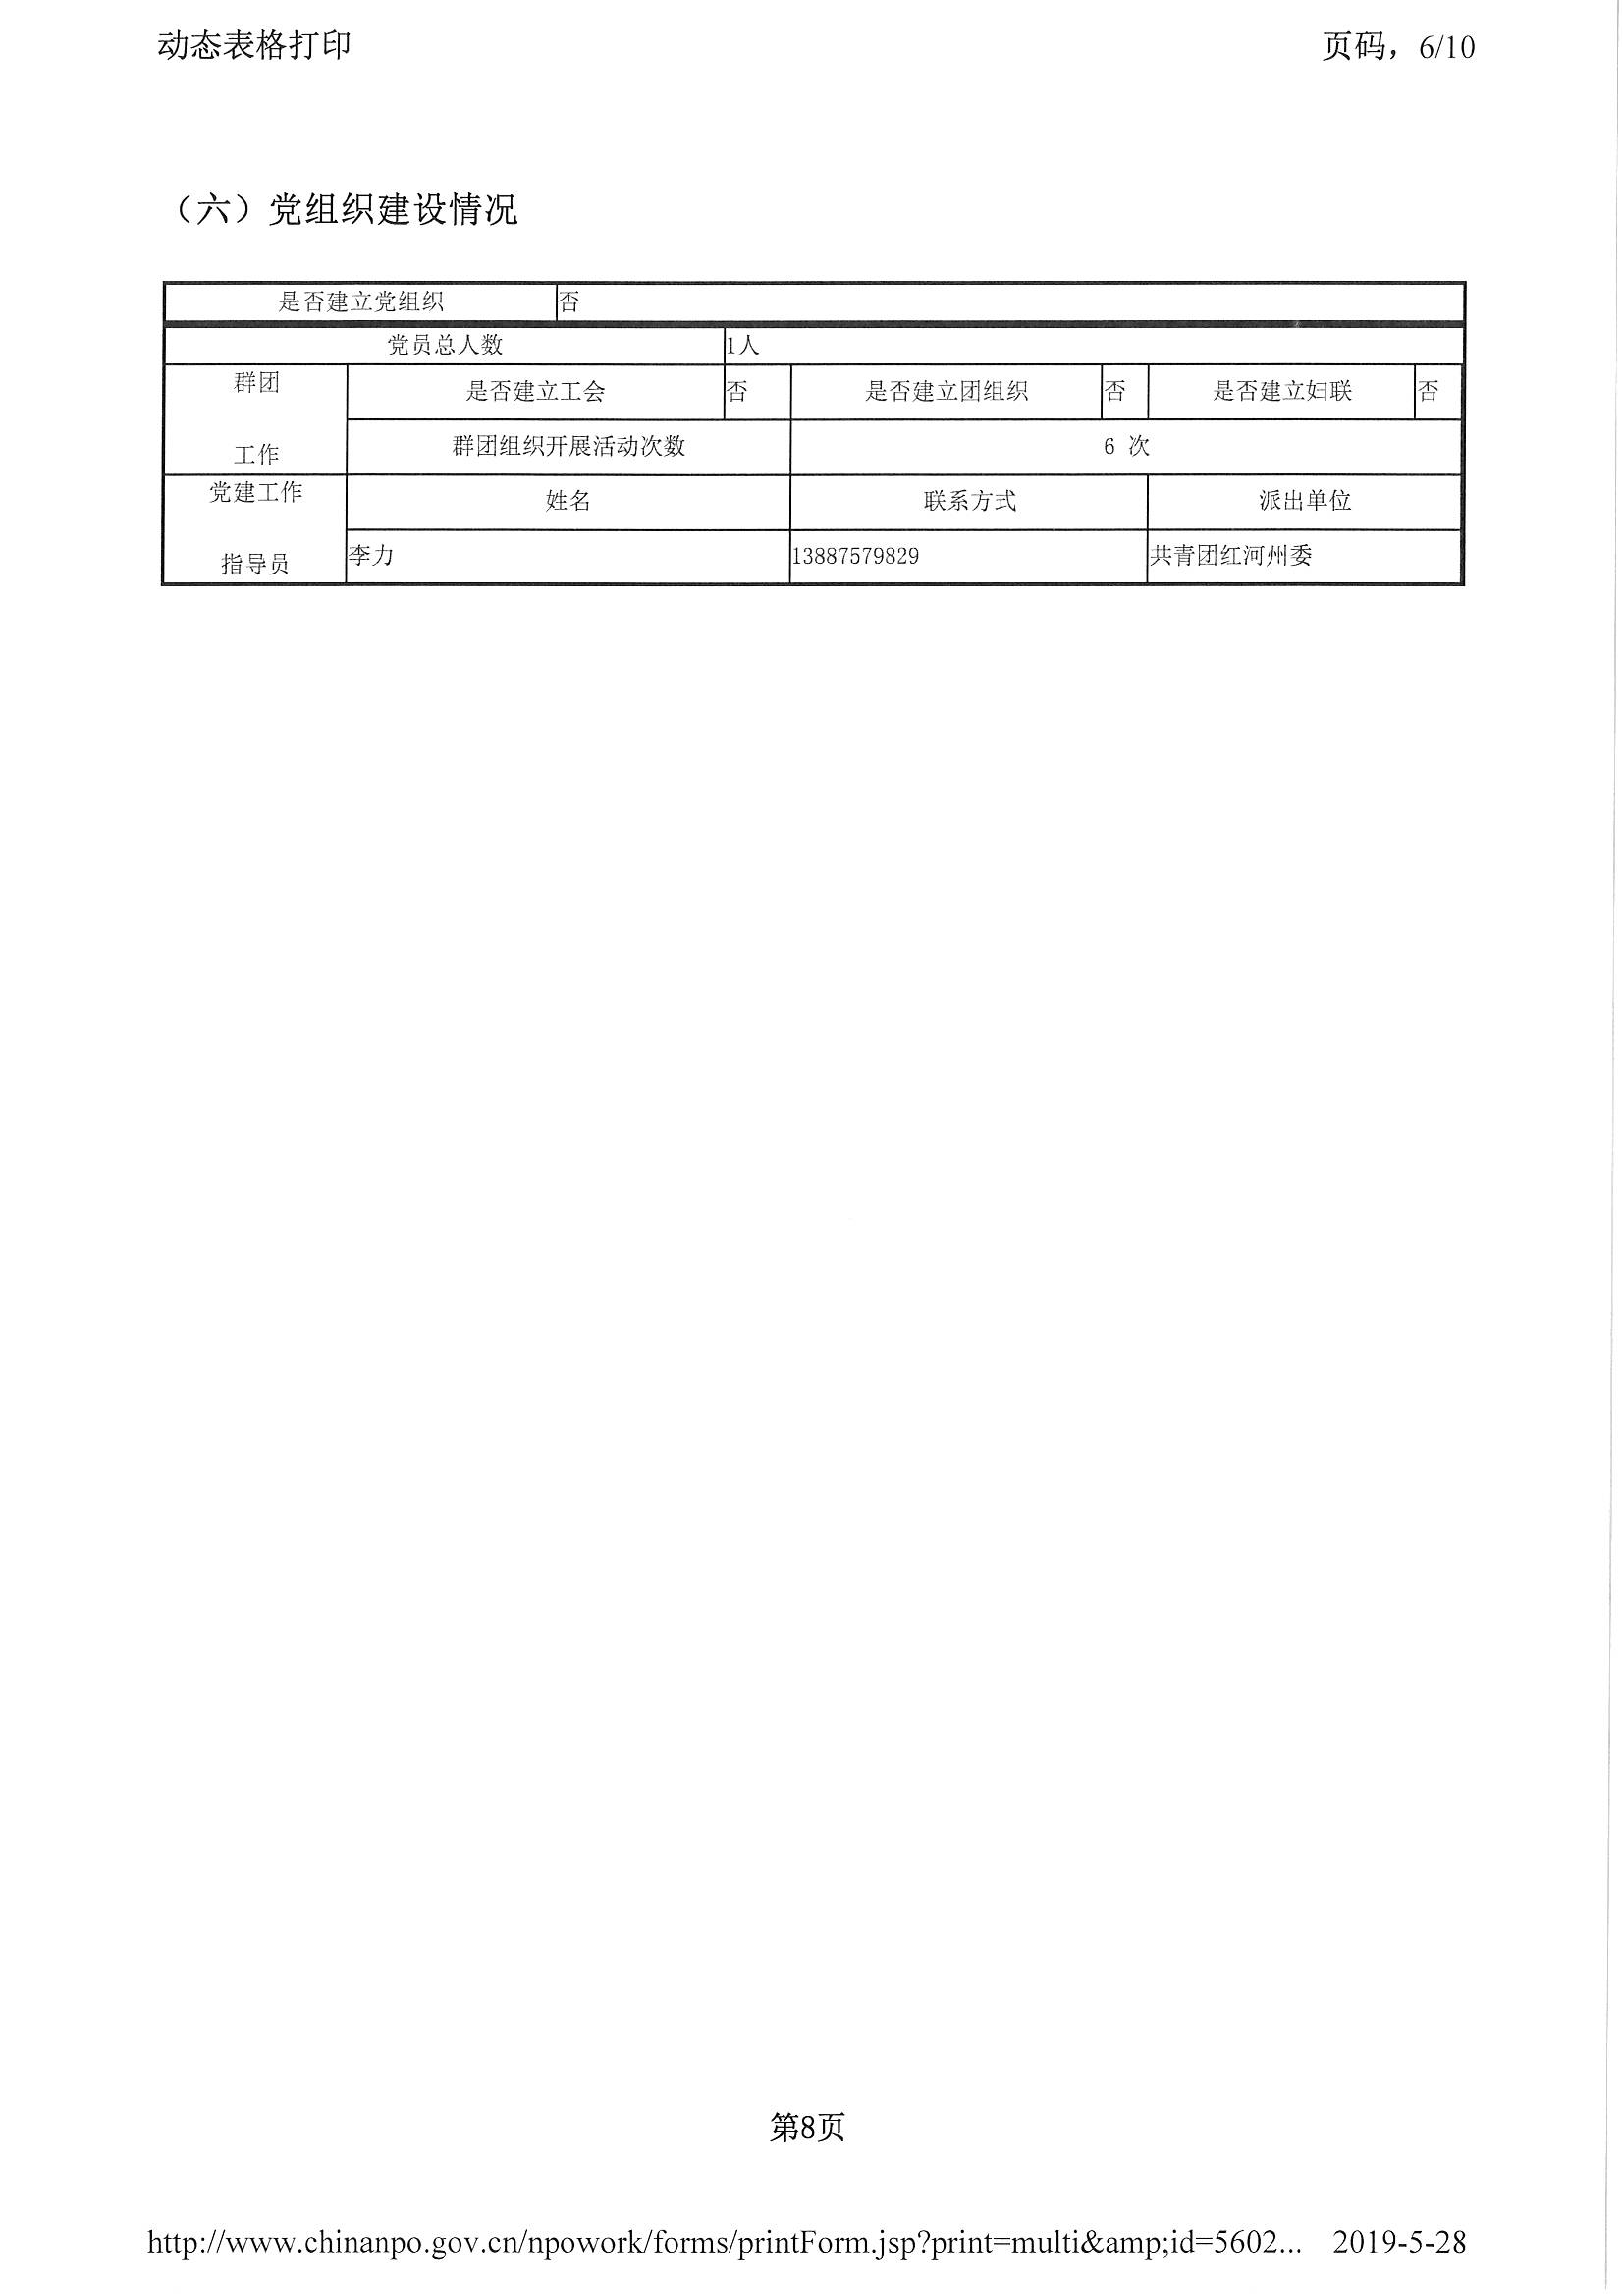 动态表格打印 页码，6/10
（六）党组织建设情况
是否建立党组织 否
党员总人数 1人
群团工作 是否建立工会 否 是否建立团组织 否 是否建立妇联 否
群团组织开展活动次数 6 次
党建工作指导员 姓名 联系方式 派出单位
李力 13887579829 共青团红河州委
第8页
http://www.chinanpo.gov.cn/npowork/forms/printForm.jsp?print=multi&amp;id=5602... 2019-5-28